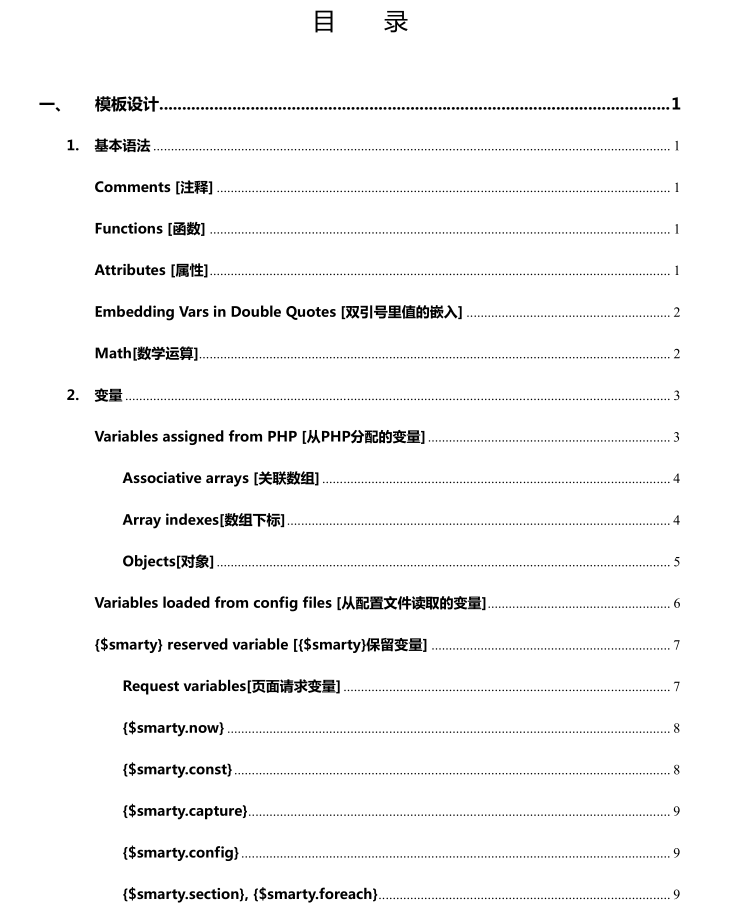 目 录
一、 模板设计....................1
1. 基本语法....................1
Comments [注释]....................1
Functions [函数]....................1
Attributes [属性]....................1
Embedding Vars in Double Quotes [双引号里值的嵌入]....................2
Math[数学运算]....................2
2. 变量....................3
Variables assigned from PHP [从PHP分配的变量]....................3
Associative arrays [关联数组]....................4
Array indexes[数组下标]....................4
Objects[对象]....................5
Variables loaded from config files [从配置文件读取的变量]....................6
{$smarty} reserved variable [{$smarty}保留变量]....................7
Request variables[页面请求变量]....................7
{$smarty.now}....................8
{$smarty.const}....................8
{$smarty.capture}....................9
{$smarty.config}....................9
{$smarty.section}, {$smarty.foreach}....................9